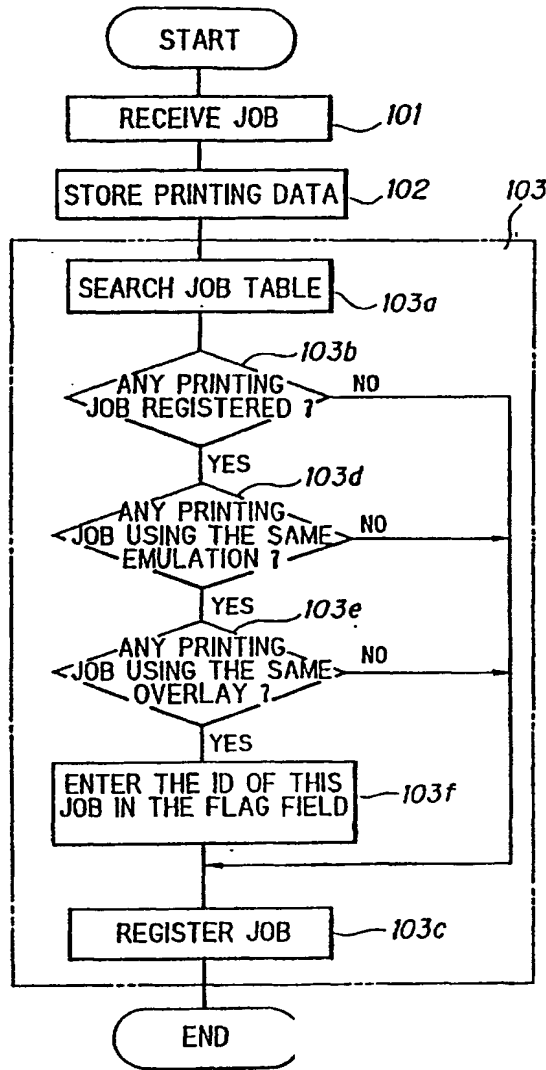 START
RECEIVE JOB
101
STORE PRINTING DATA
102
103
SEARCH JOB TABLE
103a
103b
ANY PRINTING
JOB REGISTERED ?
NO
YES
103d
ANY PRINTING
JOB USING THE SAME
EMULATION ?
NO
YES
103e
ANY PRINTING
JOB USING THE SAME
OVERLAY ?
NO
YES
ENTER THE ID OF THIS
JOB IN THE FLAG FIELD
103f
REGISTER JOB
103c
END